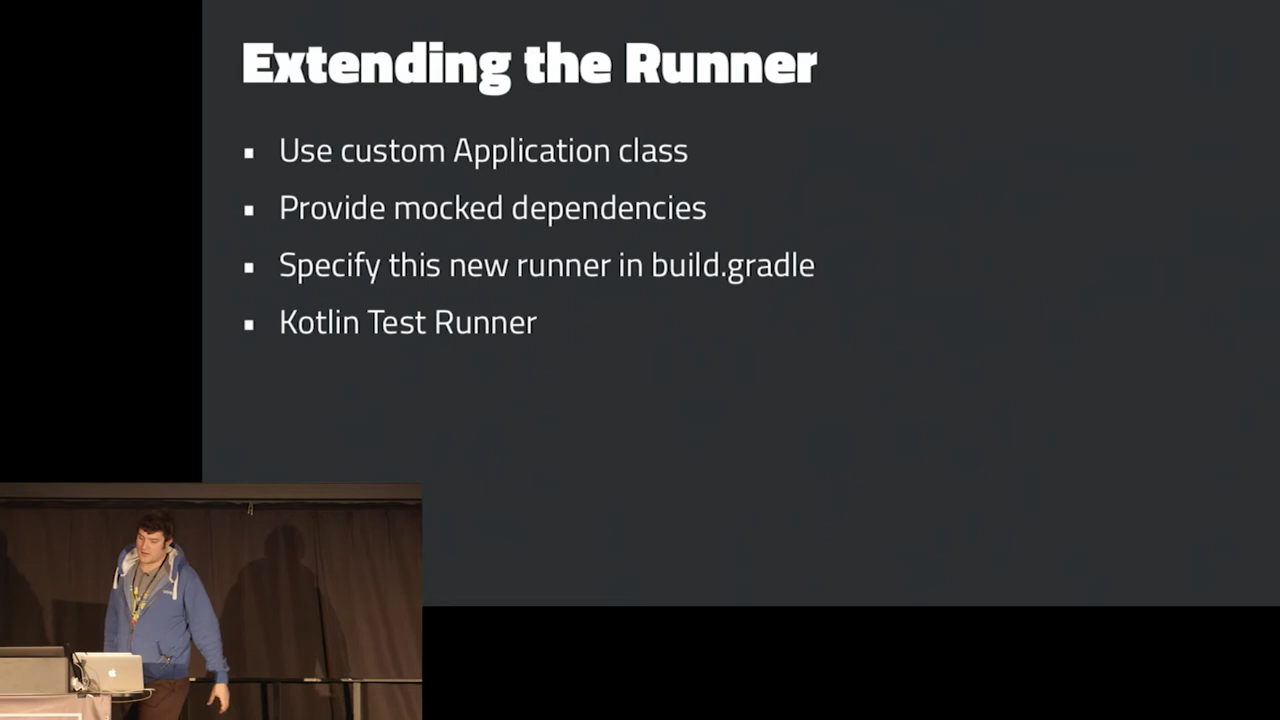 Extending the Runner
▪ Use custom Application class
▪ Provide mocked dependencies
▪ Specify this new runner in build.gradle
▪ Kotlin Test Runner